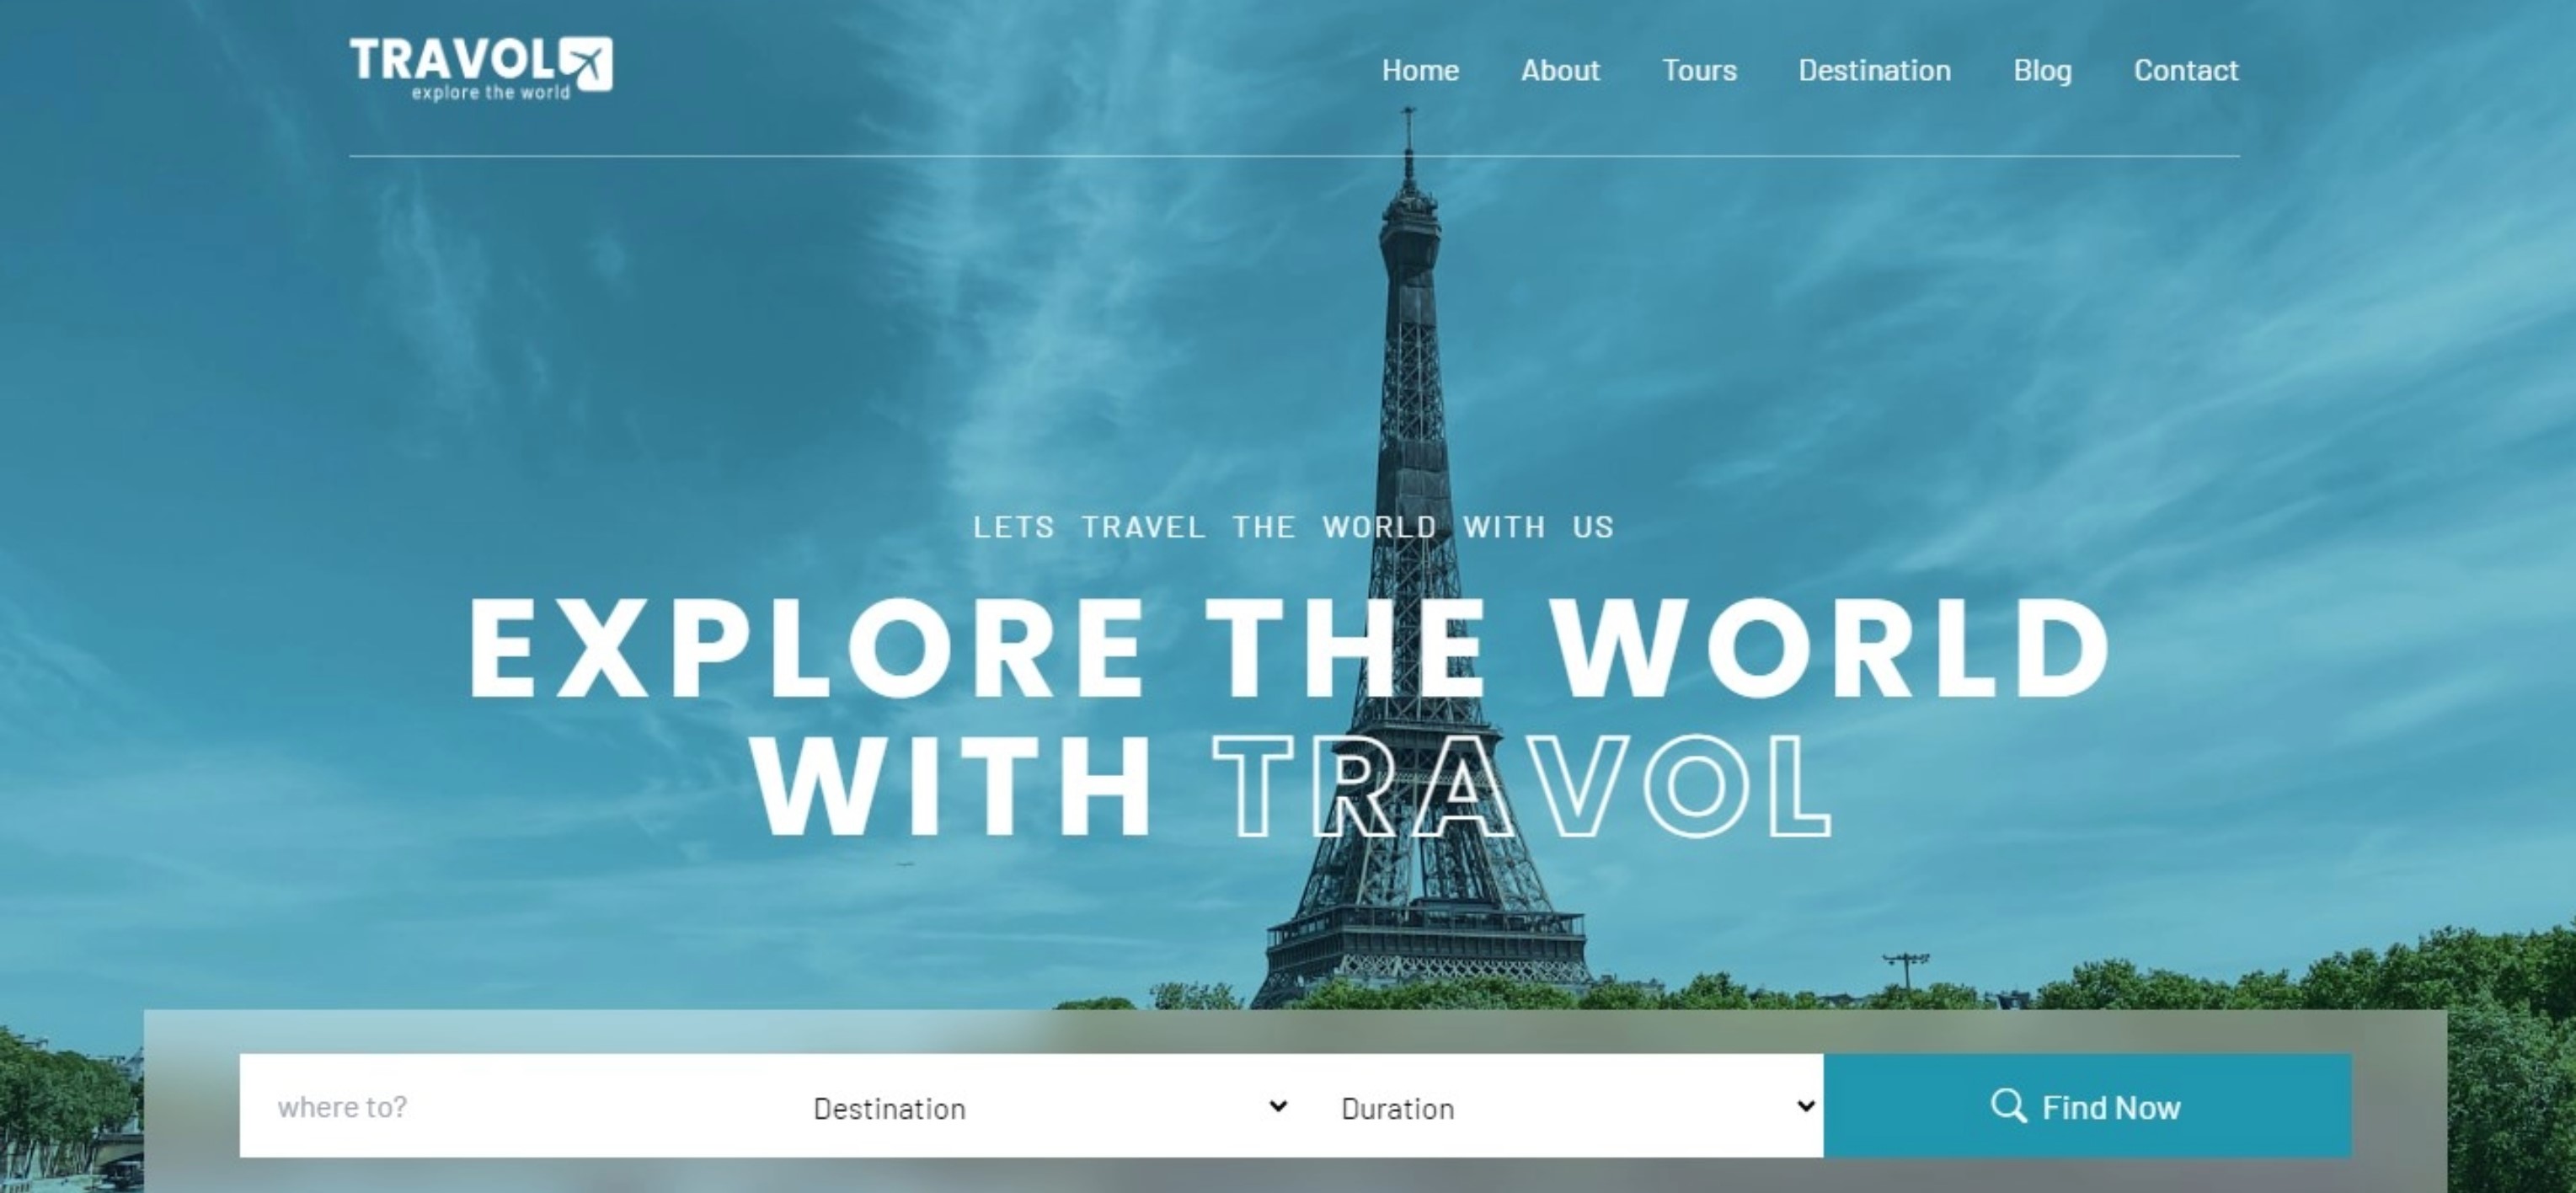 TRAVOL
explore the world
Home About Tours Destination Blog Contact
LETS TRAVEL THE WORLD WITH US
EXPLORE THE WORLD
WITH TRAVOL
where to? Destination Duration Find Now